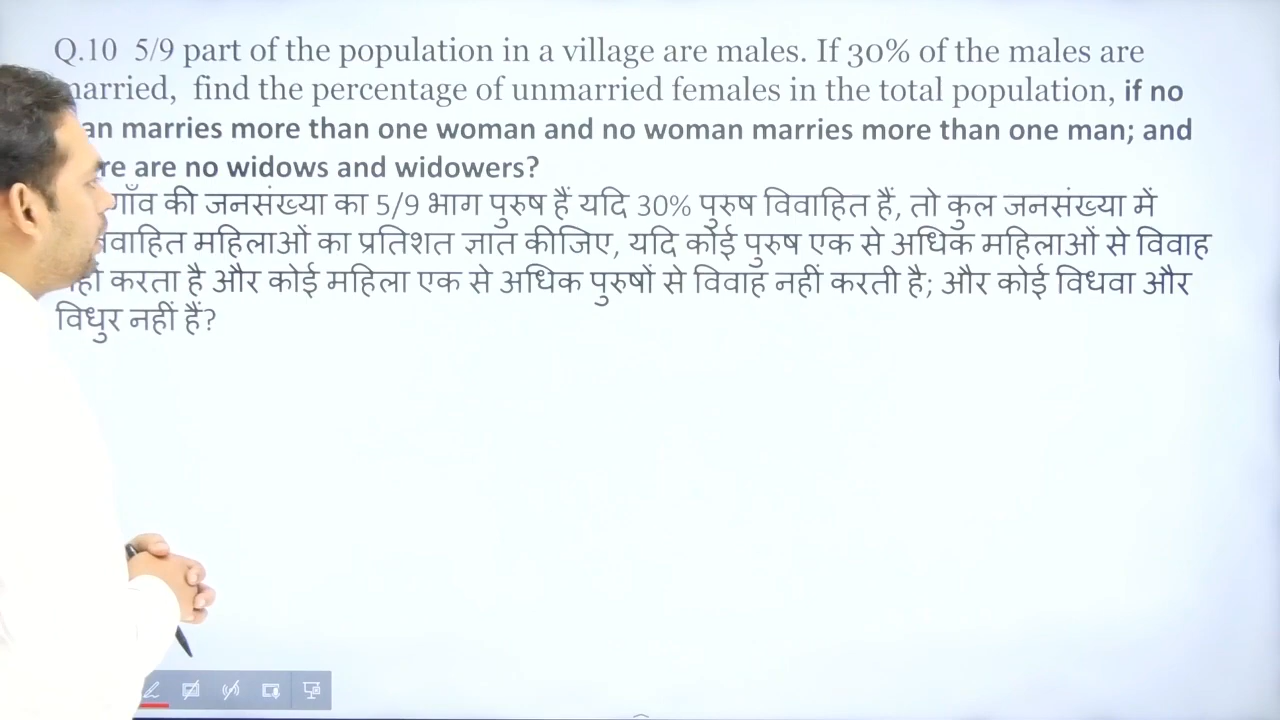 Q.10 5/9 part of the population in a village are males. If 30% of the males are
married, find the percentage of unmarried females in the total population, if no
marries more than one woman and no woman marries more than one man; and
are no widows and widowers?
गाँव की जनसंख्या का 5/9 भाग पुरुष हैं यदि 30% पुरुष विवाहित हैं, तो कुल जनसंख्या में
महिलाओं का प्रतिशत ज्ञात कीजिए, यदि कोई पुरुष एक से अधिक महिलाओं से विवाह
करता है और कोई महिला एक से अधिक पुरुषों से विवाह नहीं करती है; और कोई विधवा और
विधुर नहीं हैं?